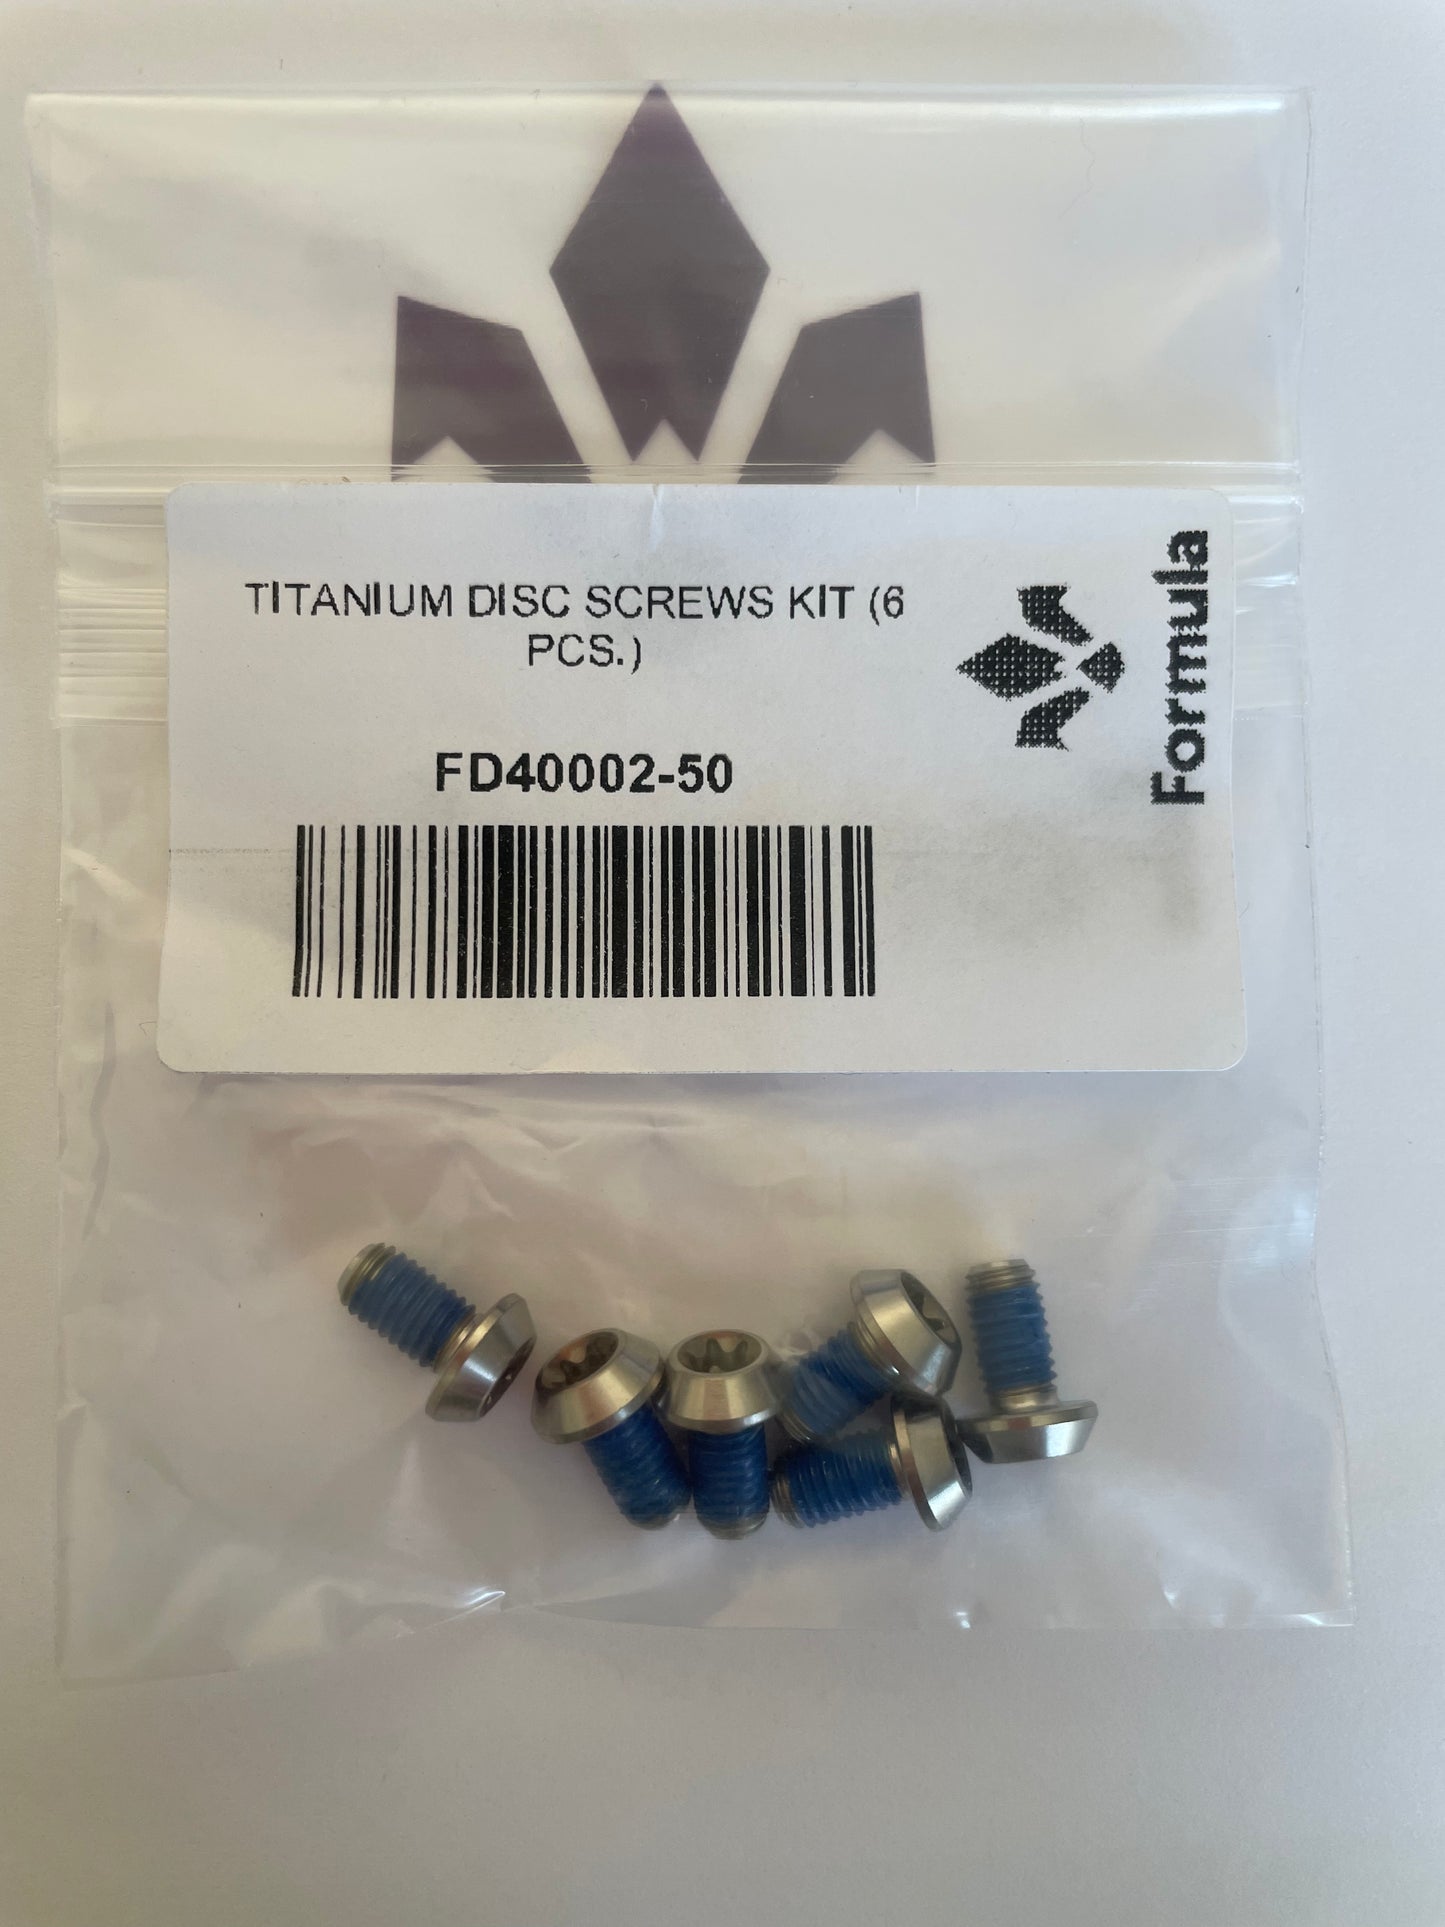 TITANIUM DISC SCREWS KIT (6
PCS.)
FD40002-50
Formula